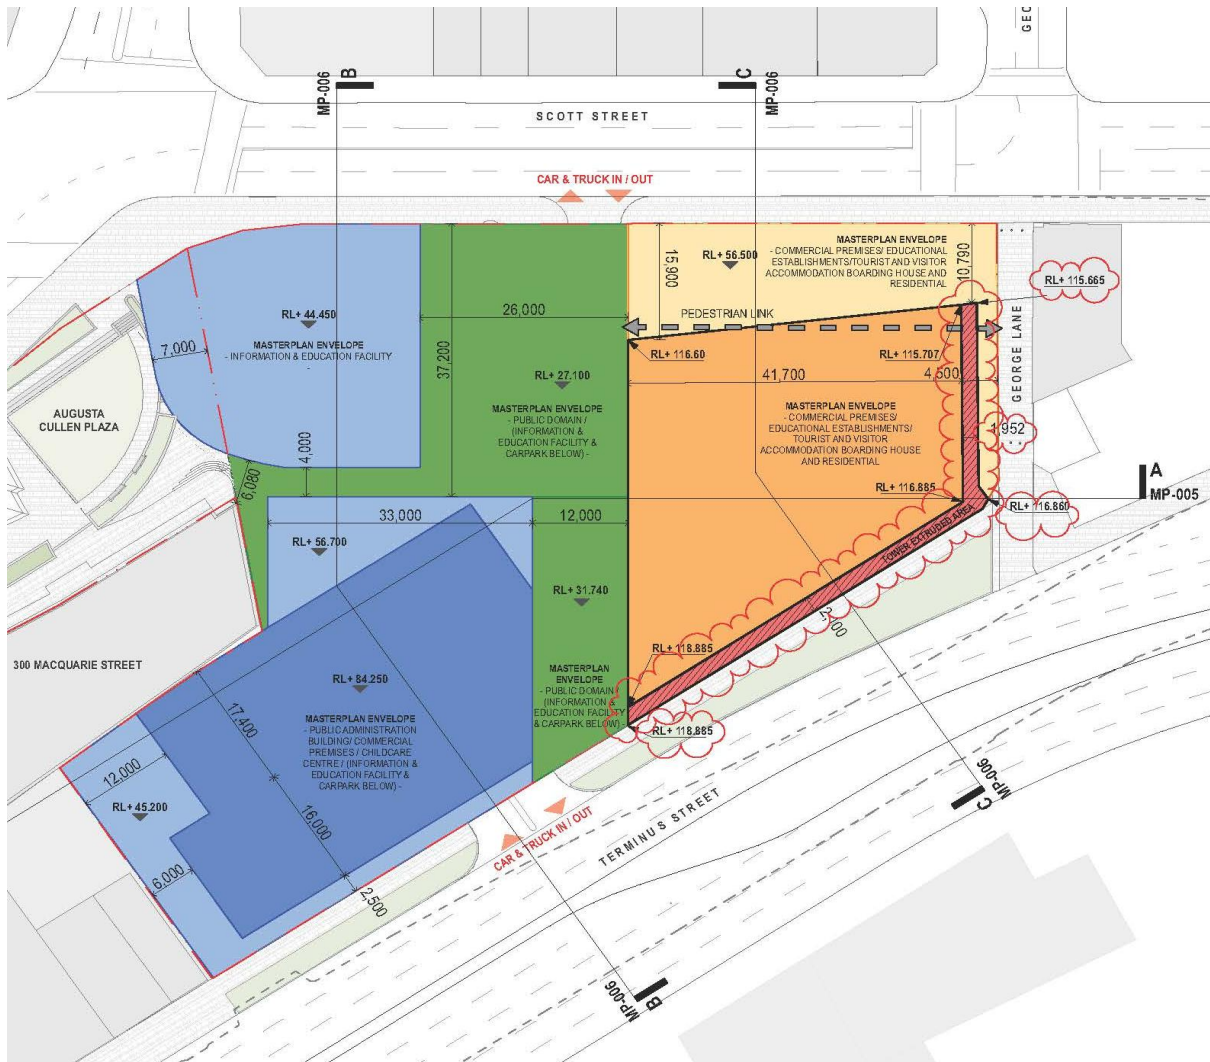 GEO
B
MP-006
C
MP-006
SCOTT STREET
CAR & TRUCK IN / OUT
MASTERPLAN ENVELOPE
- COMMERCIAL PREMISES/ EDUCATIONAL
ESTABLISHMENTS/TOURIST AND VISITOR
ACCOMMODATION BOARDING HOUSE AND
RESIDENTIAL
RL+ 56.500
15,900
10,790
RL+ 115.665
RL+ 44.450
MASTERPLAN ENVELOPE
- INFORMATION & EDUCATION FACILITY
-
7,000
26,000
37,200
PEDESTRIAN LINK
RL+ 116.60
RL+ 115.707
GEORGE LANE
RL+ 27.100
41,700
4,500
MASTERPLAN ENVELOPE
- PUBLIC DOMAIN /
(INFORMATION &
EDUCATION FACILITY &
CARPARK BELOW) -
MASTERPLAN ENVELOPE
- COMMERCIAL PREMISES/
EDUCATIONAL ESTABLISHMENTS/
TOURIST AND VISITOR
ACCOMMODATION BOARDING HOUSE
AND RESIDENTIAL
1,952
AUGUSTA
CULLEN PLAZA
4,000
6,080
RL+ 116.885
A
MP-005
RL+ 116.860
33,000
12,000
RL+ 56.700
TOWER EXTRUDED AREA
RL+ 31.740
2,100
300 MACQUARIE STREET
RL+ 118.885
MASTERPLAN
ENVELOPE
- PUBLIC DOMAIN /
(INFORMATION &
EDUCATION FACILITY
& CARPARK BELOW) -
RL+ 118.885
RL+ 84.250
MASTERPLAN ENVELOPE
- PUBLIC ADMINISTRATION
BUILDING/ COMMERCIAL
PREMISES / CHILDCARE
CENTRE / (INFORMATION &
EDUCATION FACILITY &
CARPARK BELOW) -
17,400
12,000
RL+ 45.200
16,000
6,000
2,500
CAR & TRUCK IN / OUT
TERMINUS STREET
MP-006
C
MP-006
B